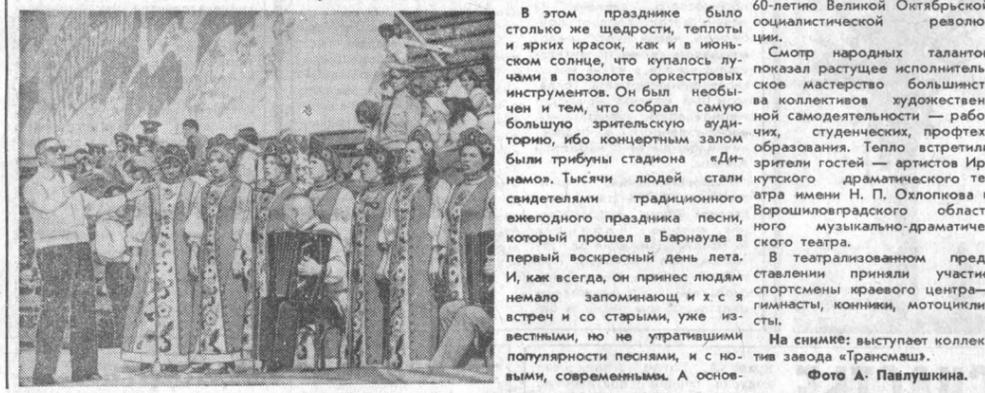 В этом празднике было
столько же щедрости, теплоты
и ярких красок, как и в июнь-
ском солнце, что купалось лу-
чами в позолоте оркестровых
инструментов. Он был необы-
чен и тем, что собрал самую
большую зрительскую ауди-
торию, ибо концертным залом
были трибуны стадиона «Ди-
намо». Тысячи людей стали
свидетелями традиционного
ежегодного праздника песни,
который прошел в Барнауле в
первый воскресный день лета.
И, как всегда, он принес людям
немало запоминающихся
встреч и со старыми, уже из-
вестными, но не утратившими
популярности песнями, и с но-
выми, современными. А основ-
60-летию Великой Октябрьской
социалистической револю
ции.
Смотр народных таланто
показал растущее исполнитель
ское мастерство большинст
ва коллективов художествен
ной самодеятельности — рабо
чих, студенческих, профтех
образования. Тепло встретил
зрители гостей — артистов Ир
кутского драматического те
атра имени Н. П. Охлопкова
Ворошиловградского област
ного музыкально-драматиче
ского театра.
В театрализованном пред
ставлении приняли участи
спортсмены краевого центра—
гимнасты, конники, мотоцикли
сты.
На снимке: выступает коллек
тив завода «Трансмаш».
Фото А. Павлушкина.